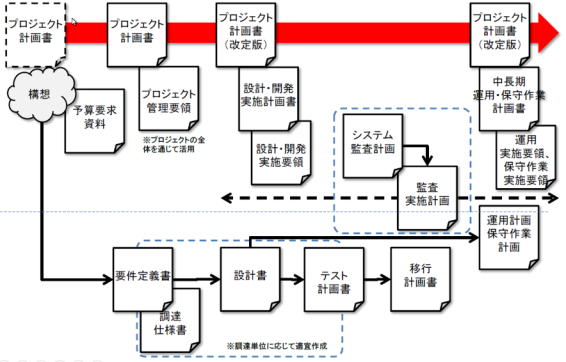 プロジェクト
計画書
プロジェクト
計画書
プロジェクト
計画書
(改定版)
プロジェクト
計画書
(改定版)
構想
予算要求
資料
プロジェクト
管理要領
※プロジェクトの全
体を通じて活用
設計・開発
実施計画書
設計・開発
実施要領
システム
監査計画
監査
実施計画
中長期
運用・保守作業
計画書
運用
実施要領、
保守作業
実施要領
運用計画
保守作業
計画
要件定義書
調達
仕様書
設計書
テスト
計画書
移行
計画書
※調達単位に応じて適宜作成